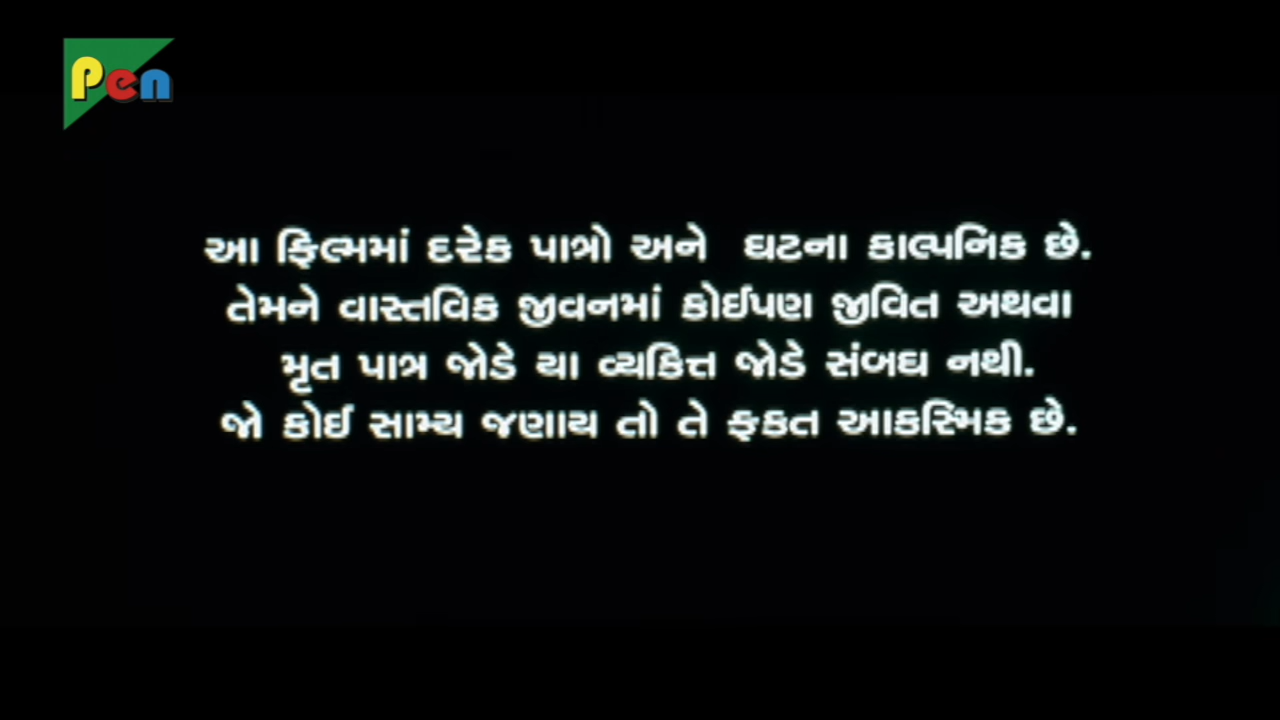 Pen
આ ફિલ્મમાં દરેક પાત્રો અને ઘટના કાલ્પનિક છે.
તેમને વાસ્તવિક જીવનમાં કોઈપણ જીવિત અથવા
મૃત પાત્ર જોડે યા વ્યકિત જોડે સંબધ નથી.
જો કોઈ સામ્ય જણાય તો તે ફકત આકસ્મિક છે.